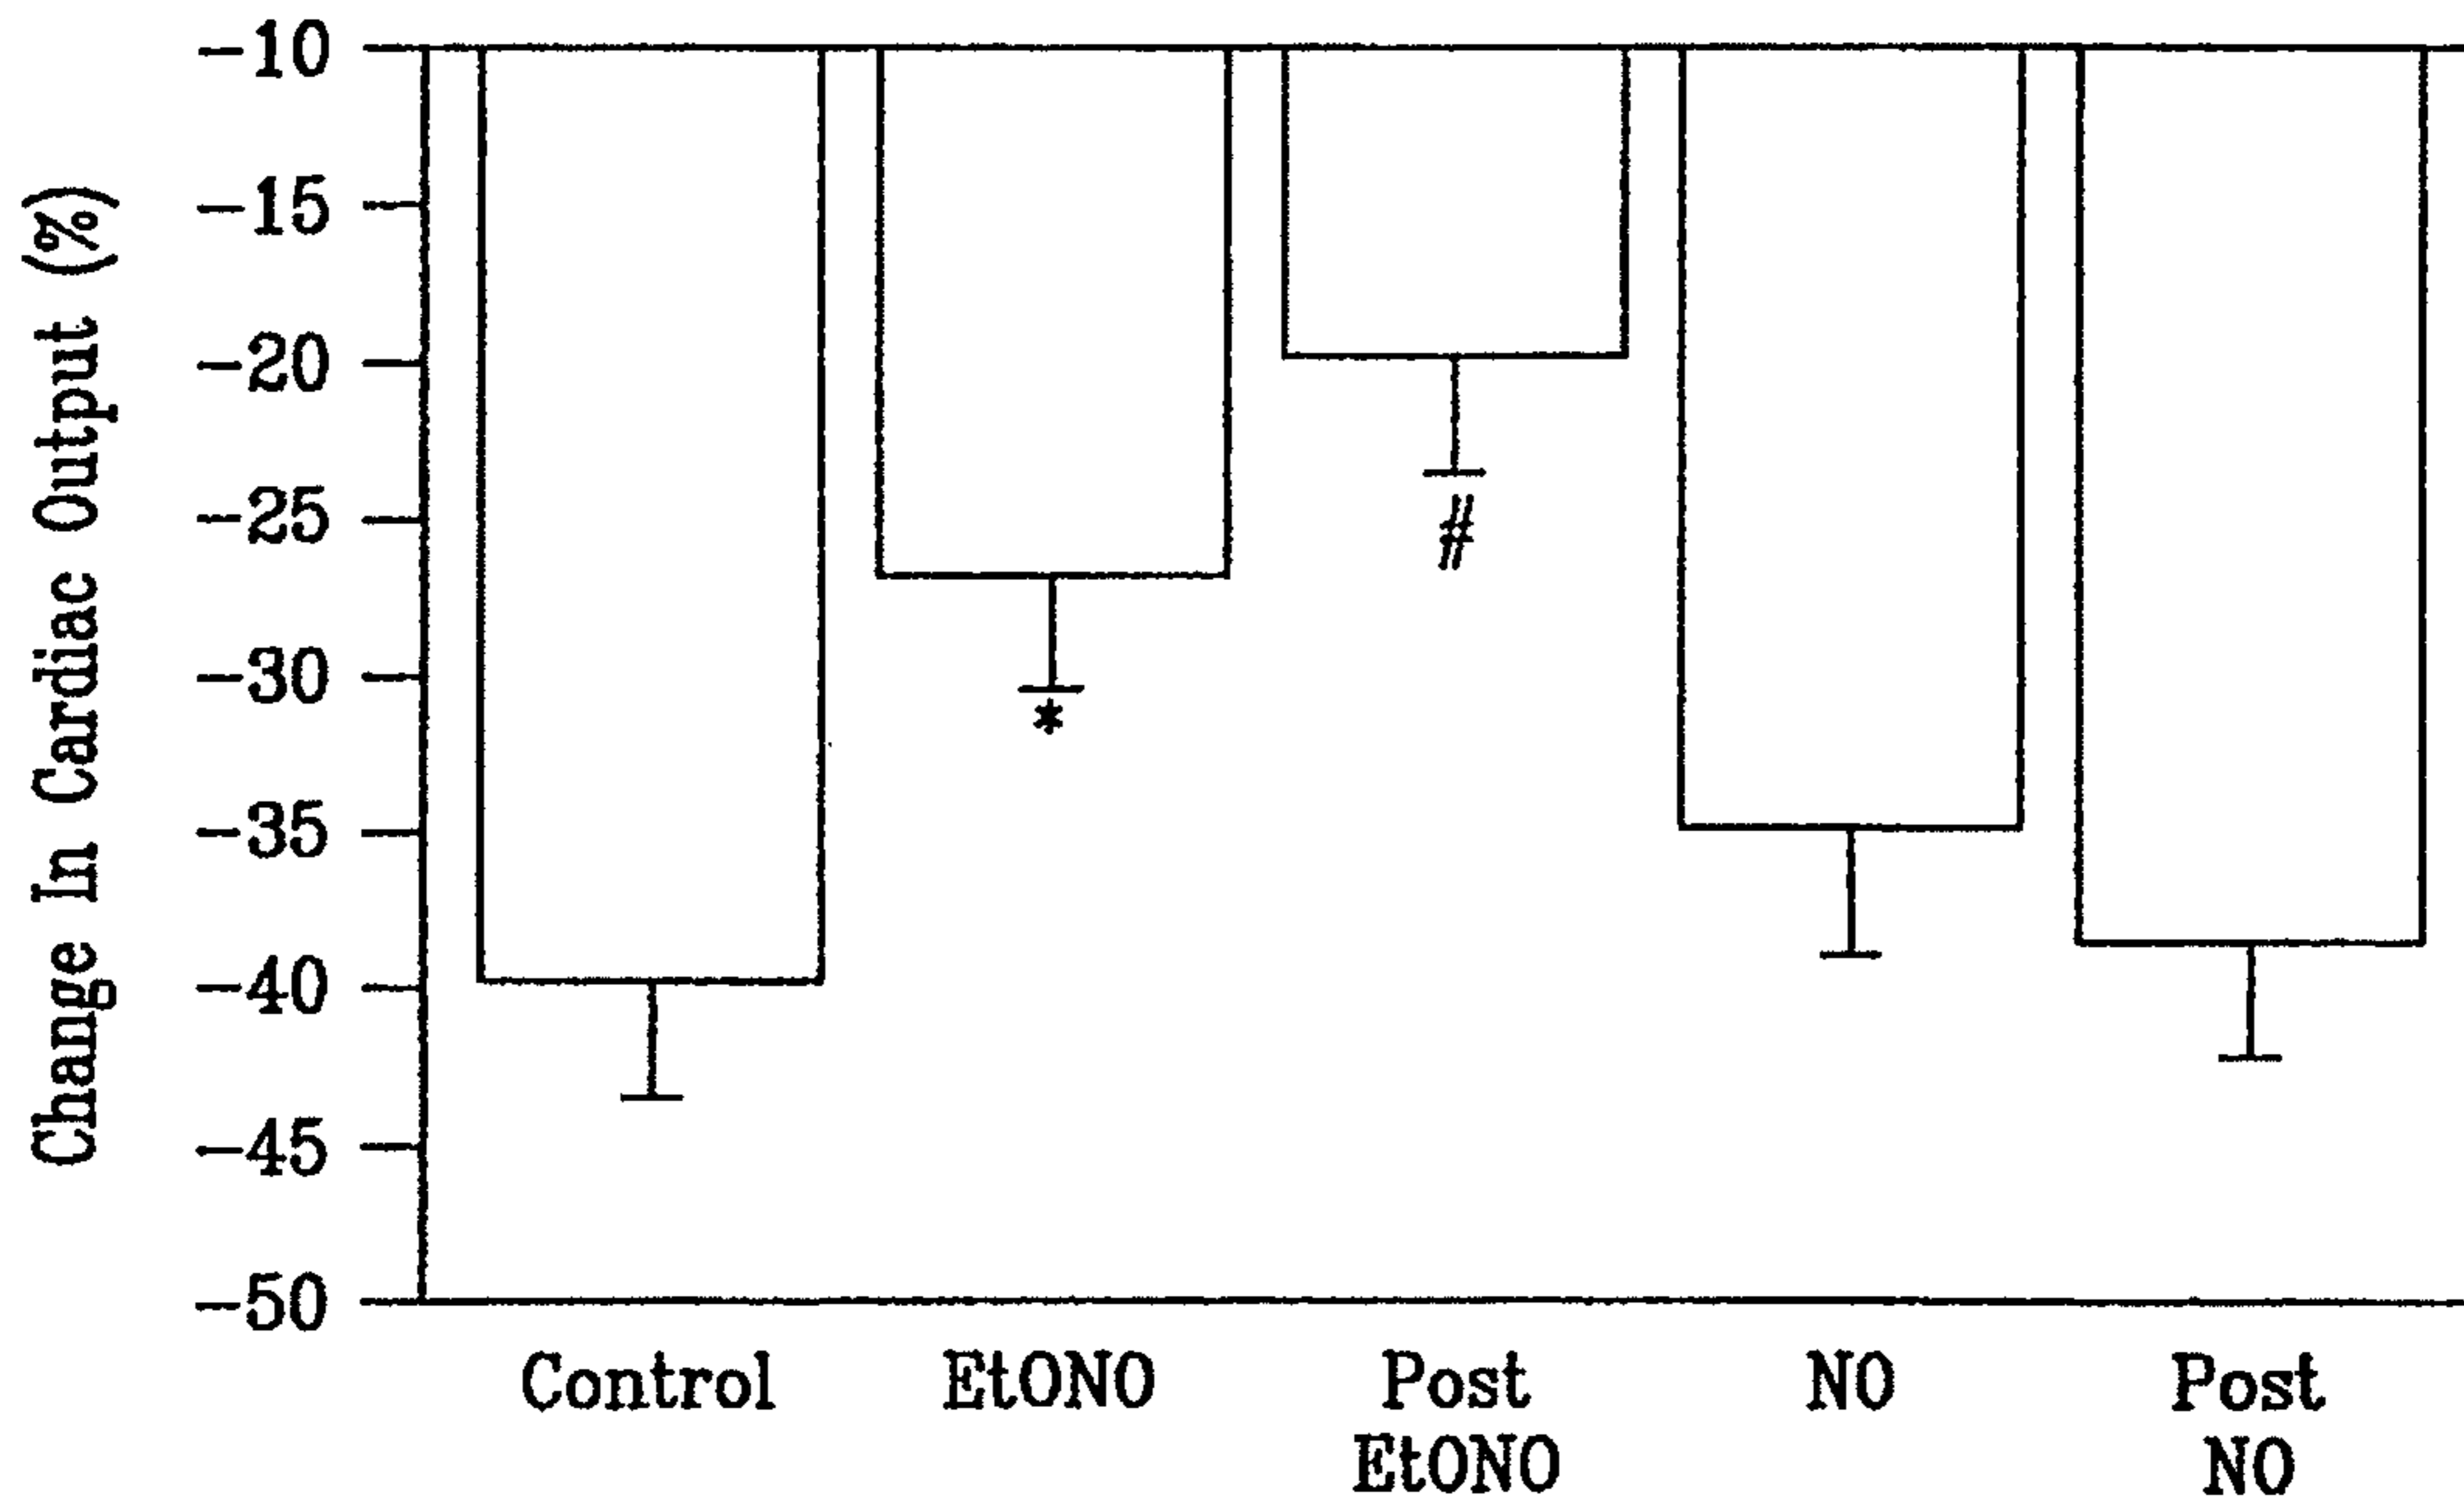 Change In Cardiac Output (%)
-10
-15
-20
-25
-30
-35
-40
-45
-50
*
#
Control
EtONO
Post
EtONO
NO
Post
NO